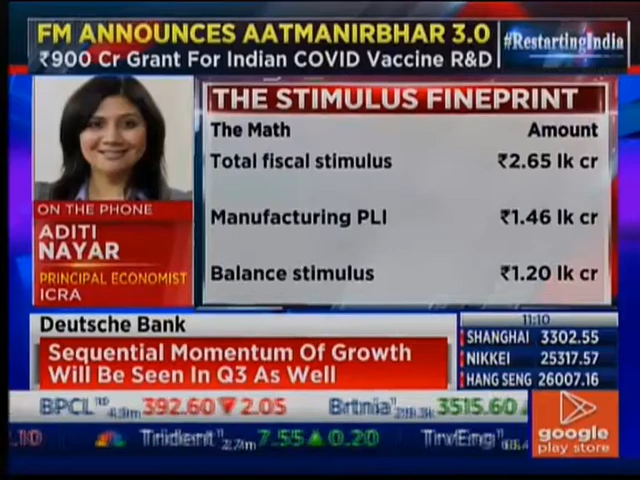 FM ANNOUNCES AATMANIRBHAR 3.0
₹900 Cr Grant For Indian COVID Vaccine R&D
#RestartingIndia
THE STIMULUS FINEPRINT
The Math Amount
Total fiscal stimulus ₹2.65 lk cr
Manufacturing PLI ₹1.46 lk cr
Balance stimulus ₹1.20 lk cr
ON THE PHONE
ADITI
NAYAR
PRINCIPAL ECONOMIST
ICRA
Deutsche Bank
Sequential Momentum Of Growth
Will Be Seen In Q3 As Well
11:10
SHANGHAI 3302.55
NIKKEI 25317.57
HANG SENG 26007.16
BPCL 392.60 ▼ 2.05 Brtnia 3515.60 ▲
.10 Trident 2.7m 7.55 ▲ 0.20 TrvEng
google
play store